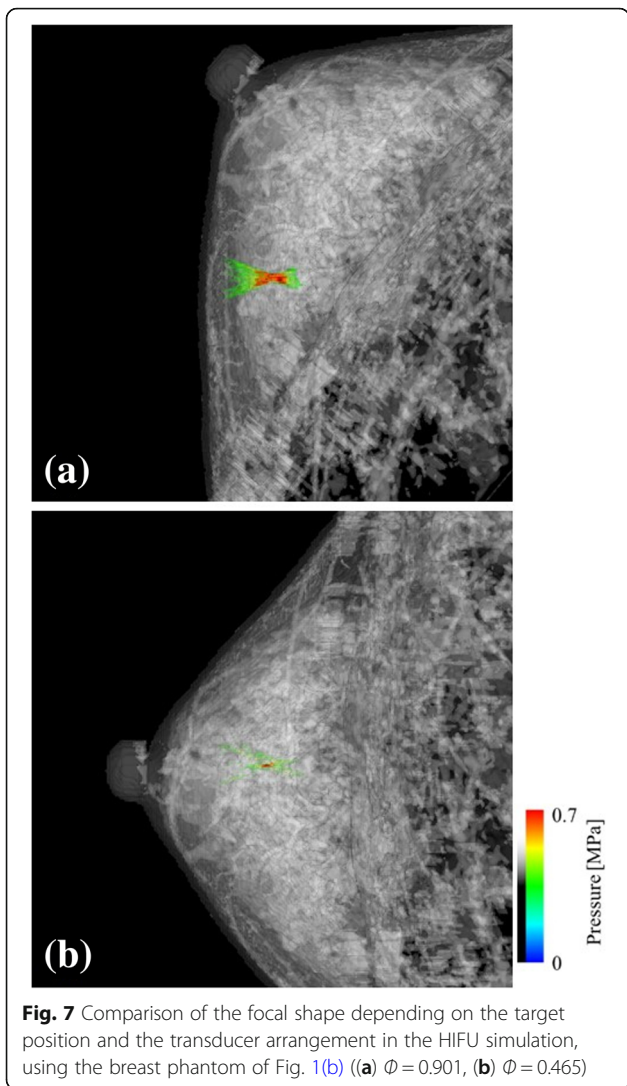 (a)
(b)
0.7
Pressure [MPa]
0
Fig. 7 Comparison of the focal shape depending on the target
position and the transducer arrangement in the HIFU simulation,
using the breast phantom of Fig. 1(b) ((a) Φ = 0.901, (b) Φ = 0.465)